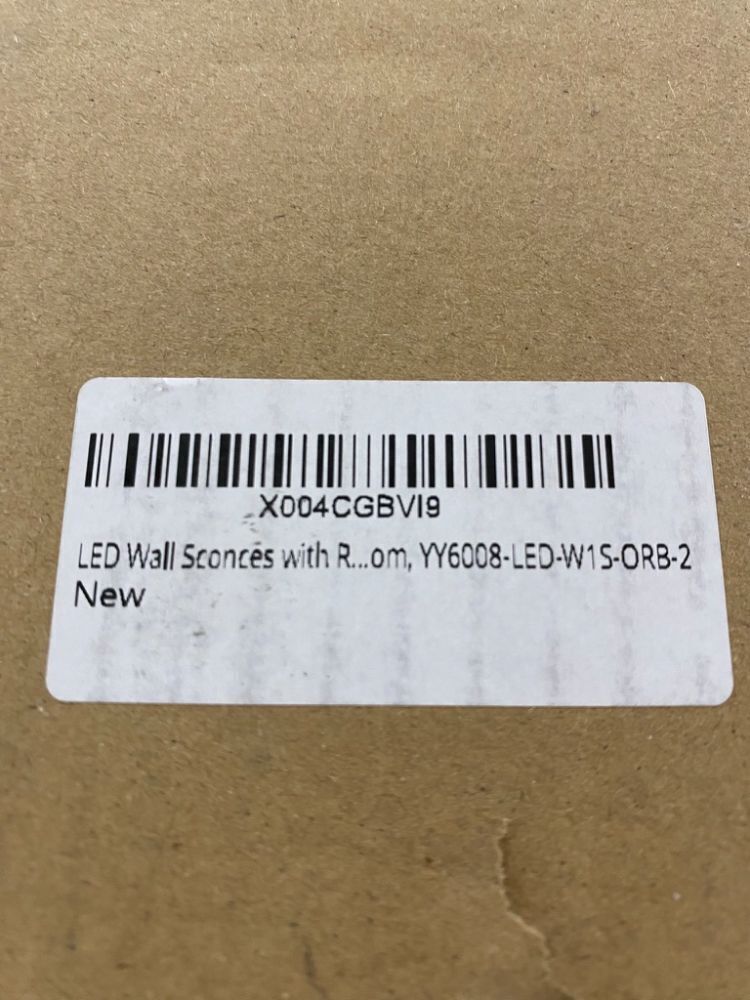 X004CGBVI9
LED Wall Sconces with R...om, YY6008-LED-W1S-ORB-2
New